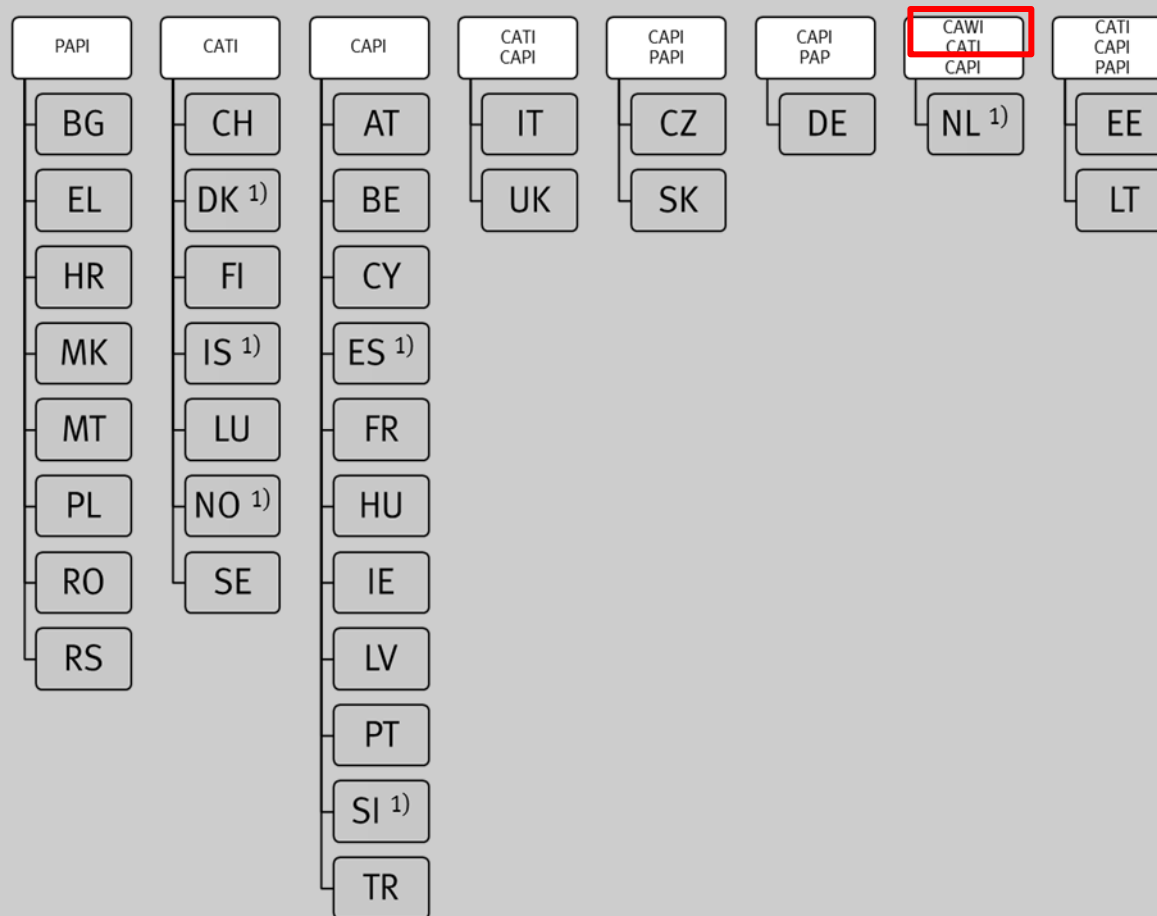 PAPI
BG
EL
HR
MK
MT
PL
RO
RS
CATI
CH
DK 1)
FI
IS 1)
LU
NO 1)
SE
CAPI
AT
BE
CY
ES 1)
FR
HU
IE
LV
PT
SI 1)
TR
CATI
CAPI
IT
UK
CAPI
PAPI
CZ
SK
CAPI
PAP
DE
CAWI
CATI
CAPI
NL 1)
CATI
CAPI
PAPI
EE
LT